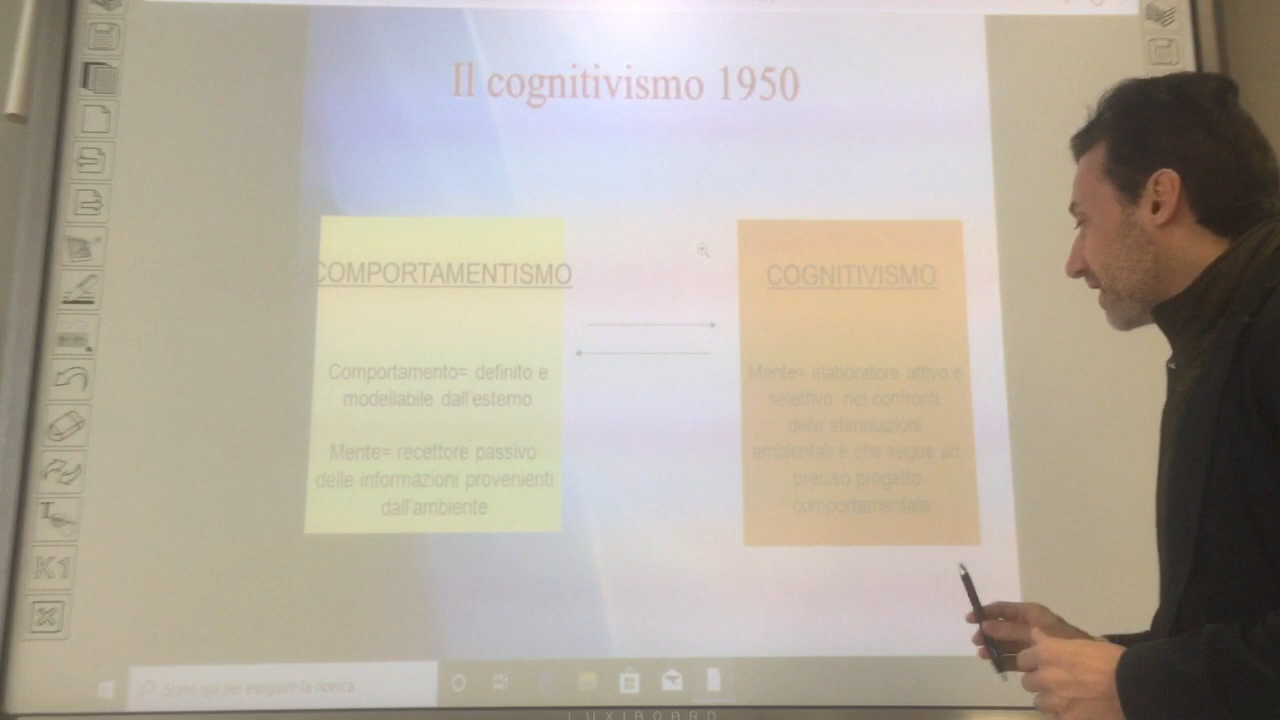 Il cognitivismo 1950
COMPORTAMENTISMO
Comportamento= definito e
modellabile dall'esterno
Mente= recettore passivo
delle informazioni provenienti
dall'ambiente
COGNITIVISMO
Mente= elaboratore attivo e
selettivo nei confronti
delle stimolazioni
ambientali e che segue un
preciso progetto
comportamentale
T
K1
Scrivi qui per eseguire la ricerca
LUXIBOARD